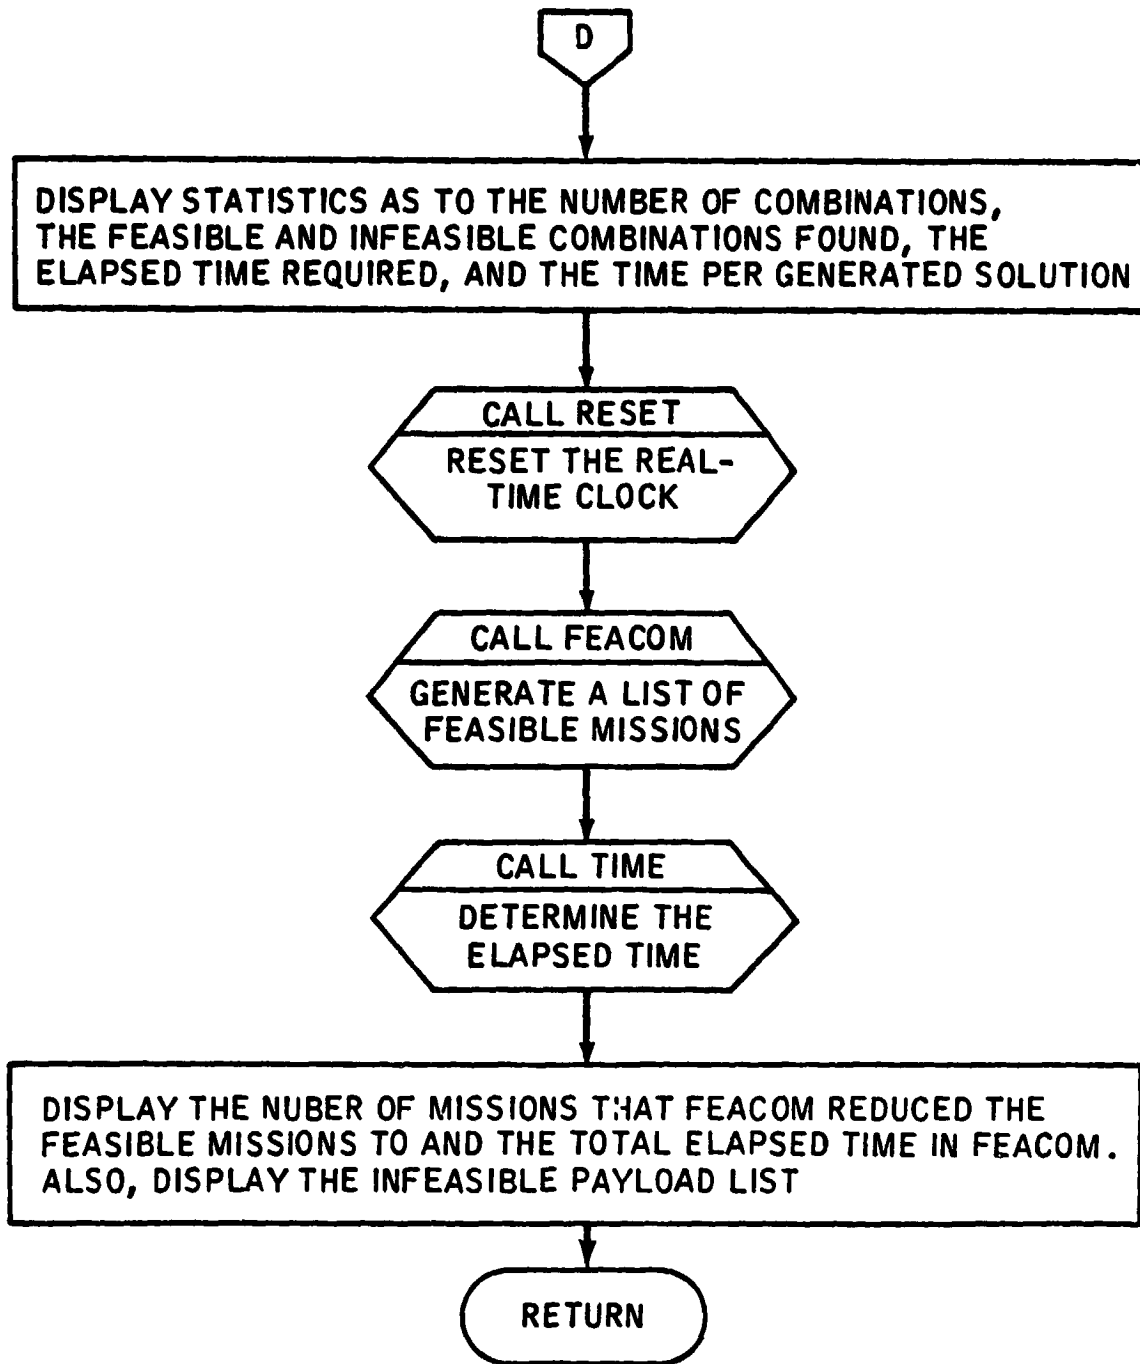 D
DISPLAY STATISTICS AS TO THE NUMBER OF COMBINATIONS,
THE FEASIBLE AND INFEASIBLE COMBINATIONS FOUND, THE
ELAPSED TIME REQUIRED, AND THE TIME PER GENERATED SOLUTION
CALL RESET
RESET THE REAL-
TIME CLOCK
CALL FEACOM
GENERATE A LIST OF
FEASIBLE MISSIONS
CALL TIME
DETERMINE THE
ELAPSED TIME
DISPLAY THE NUBER OF MISSIONS THAT FEACOM REDUCED THE
FEASIBLE MISSIONS TO AND THE TOTAL ELAPSED TIME IN FEACOM.
ALSO, DISPLAY THE INFEASIBLE PAYLOAD LIST
RETURN